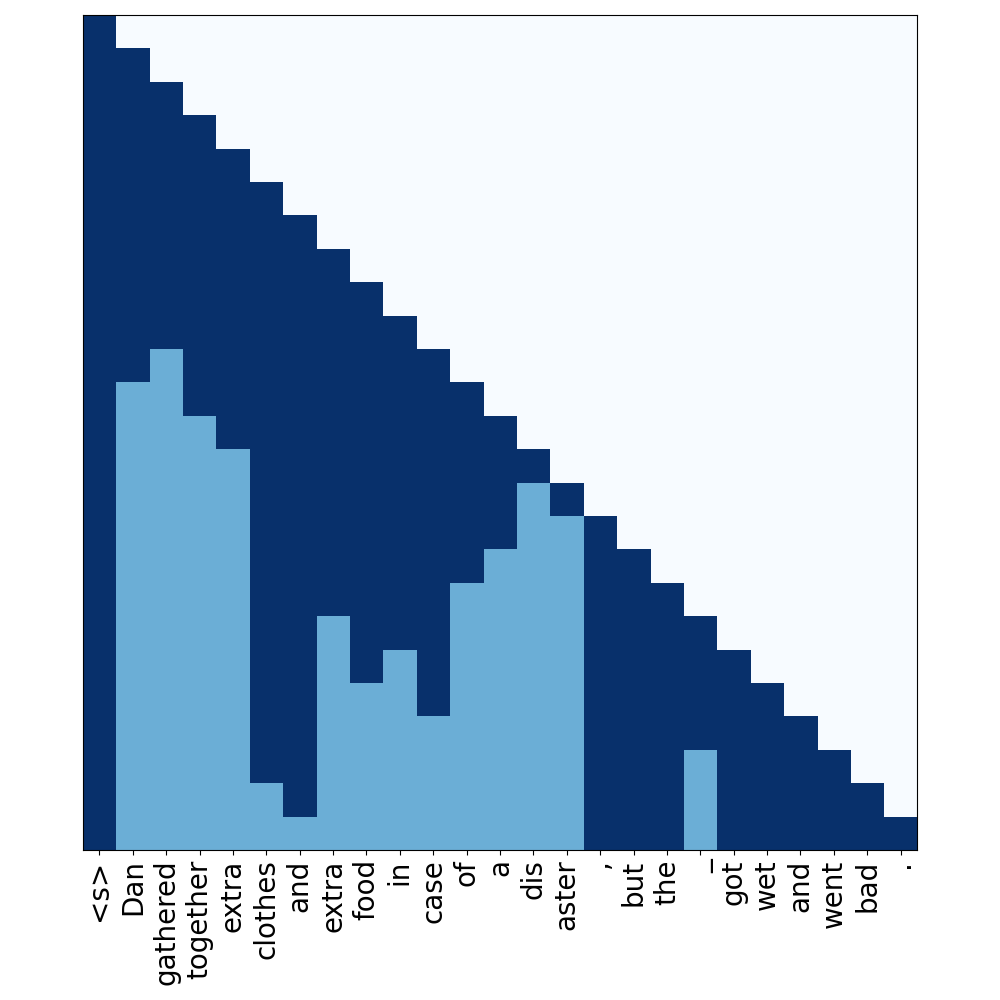 <s> Dan gathered together extra clothes and extra food in case of a dis aster , but the _ got wet and went bad .